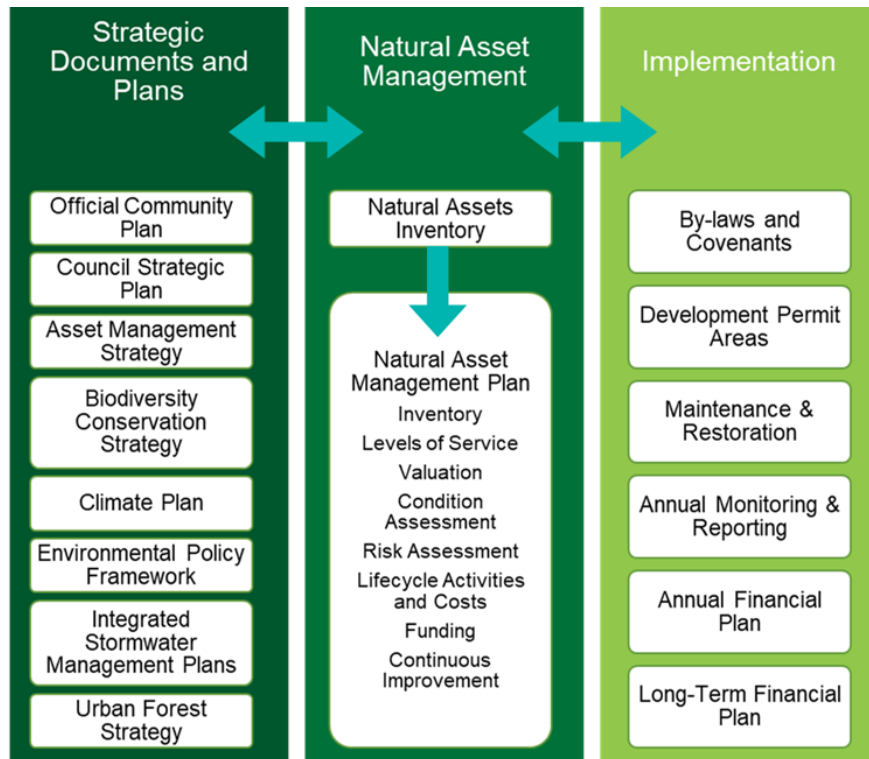 Strategic
Documents and
Plans
Official Community
Plan
Council Strategic
Plan
Asset Management
Strategy
Biodiversity
Conservation
Strategy
Climate Plan
Environmental Policy
Framework
Integrated
Stormwater
Management Plans
Urban Forest
Strategy
Natural Asset
Management
Natural Assets
Inventory
Natural Asset
Management Plan
Inventory
Levels of Service
Valuation
Condition
Assessment
Risk Assessment
Lifecycle Activities
and Costs
Funding
Continuous
Improvement
Implementation
By-laws and
Covenants
Development Permit
Areas
Maintenance &
Restoration
Annual Monitoring &
Reporting
Annual Financial
Plan
Long-Term Financial
Plan